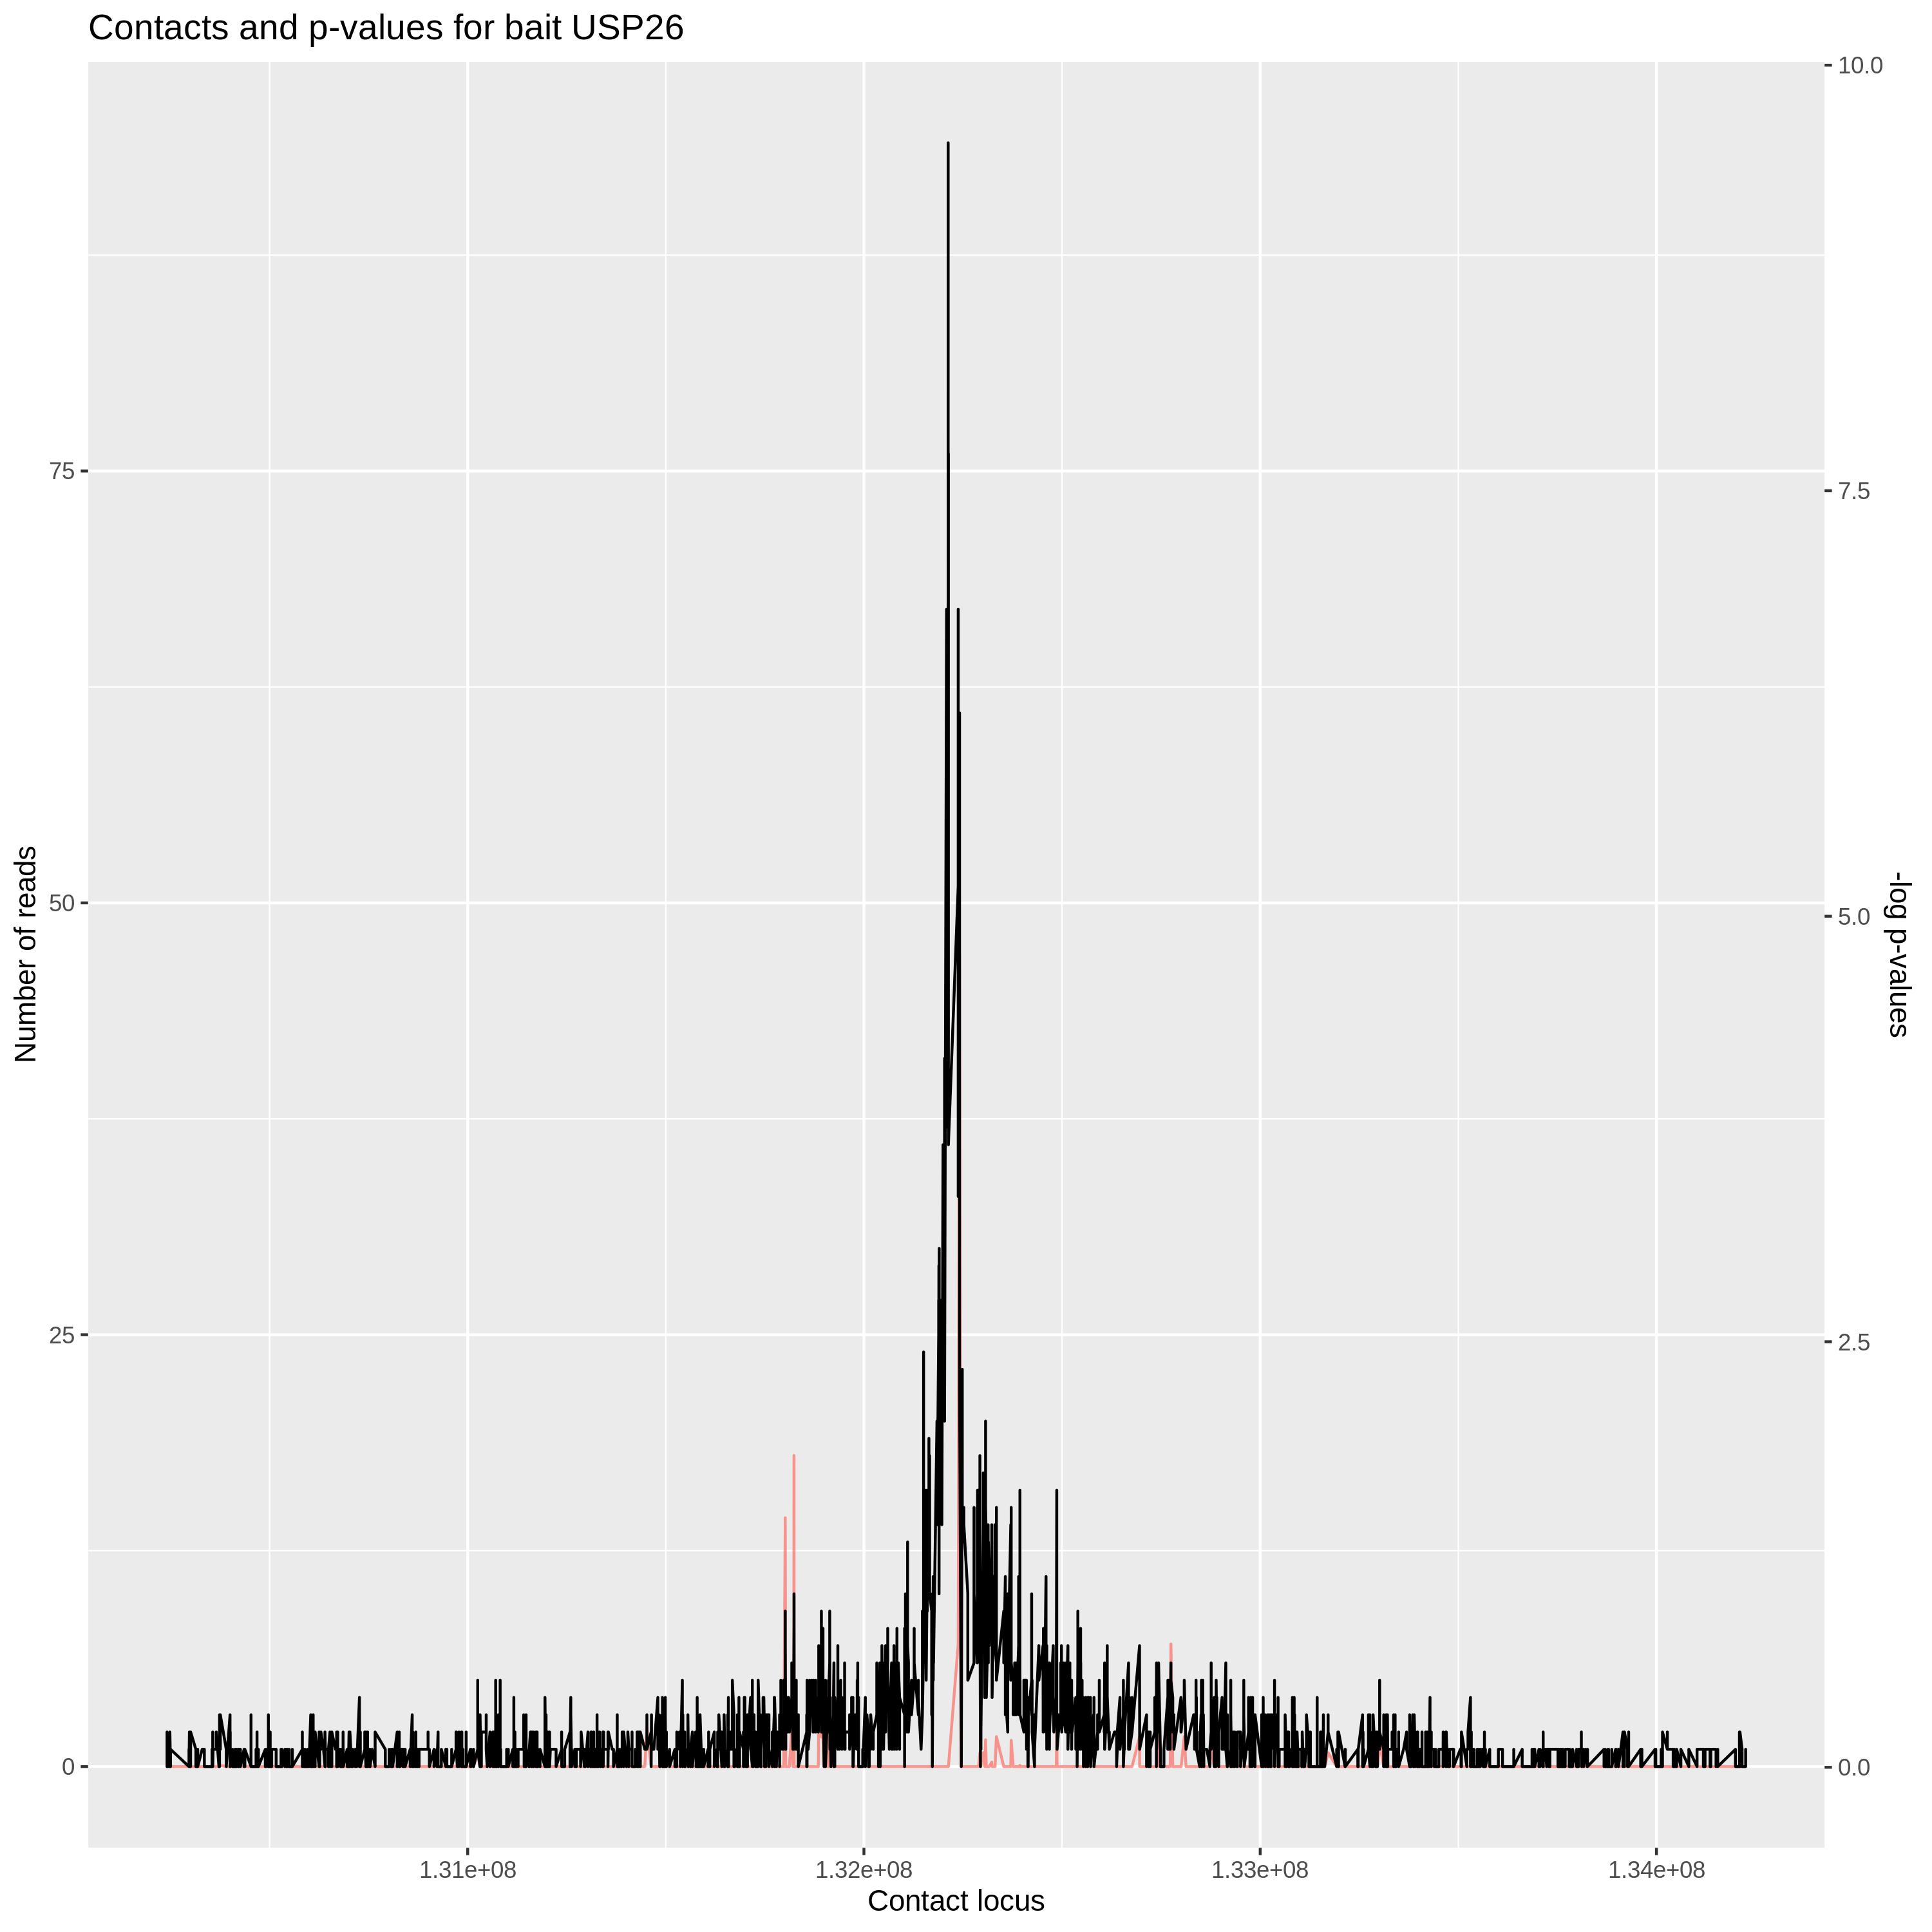 Contacts and p-values for bait USP26
Number of reads
75
50
25
0
10.0
7.5
5.0
2.5
0.0
-log p-values
1.31e+08 1.32e+08 1.33e+08 1.34e+08
Contact locus